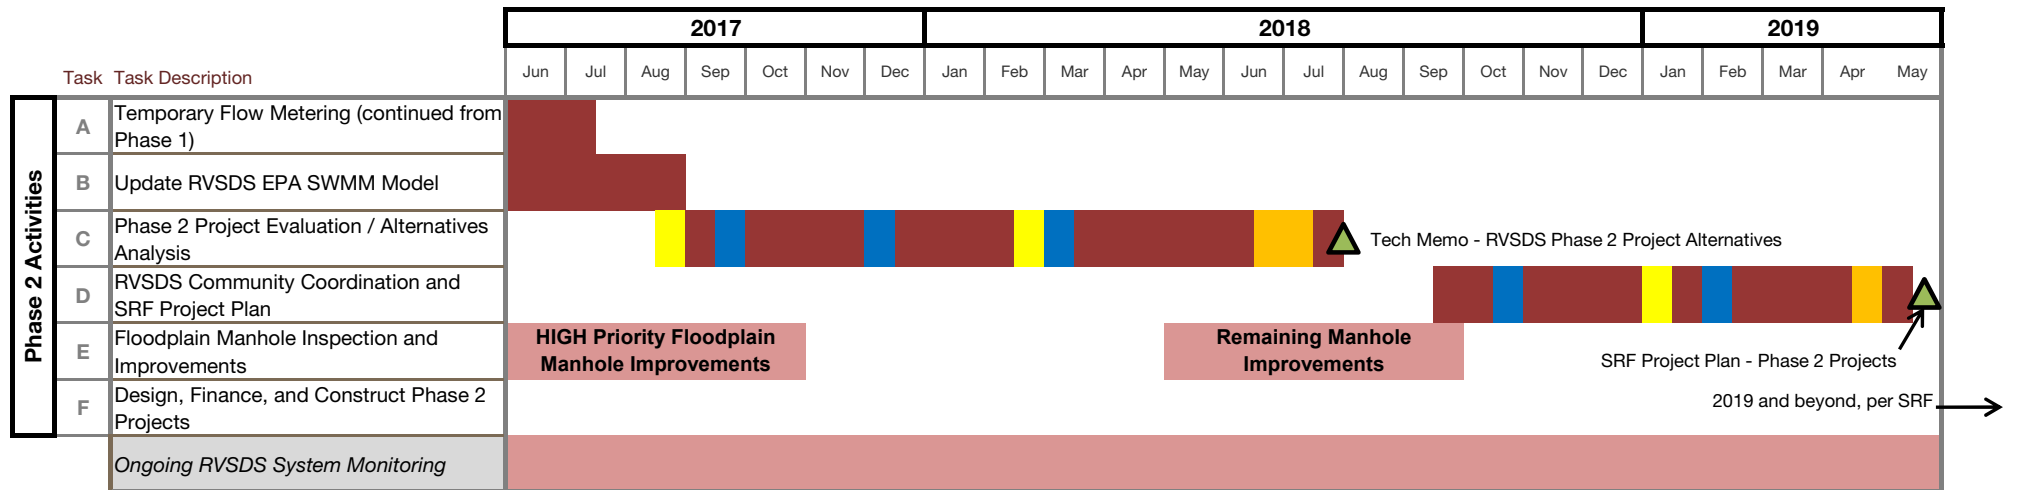 2017 2018 2019
Task Task Description Jun Jul Aug Sep Oct Nov Dec Jan Feb Mar Apr May Jun Jul Aug Sep Oct Nov Dec Jan Feb Mar Apr May
Phase 2 Activities
A Temporary Flow Metering (continued from
Phase 1)
B Update RVSDS EPA SWMM Model
C Phase 2 Project Evaluation / Alternatives
Analysis
Tech Memo - RVSDS Phase 2 Project Alternatives
D RVSDS Community Coordination and
SRF Project Plan
E Floodplain Manhole Inspection and
Improvements
HIGH Priority Floodplain
Manhole Improvements
Remaining Manhole
Improvements
SRF Project Plan - Phase 2 Projects
F Design, Finance, and Construct Phase 2
Projects
2019 and beyond, per SRF
Ongoing RVSDS System Monitoring